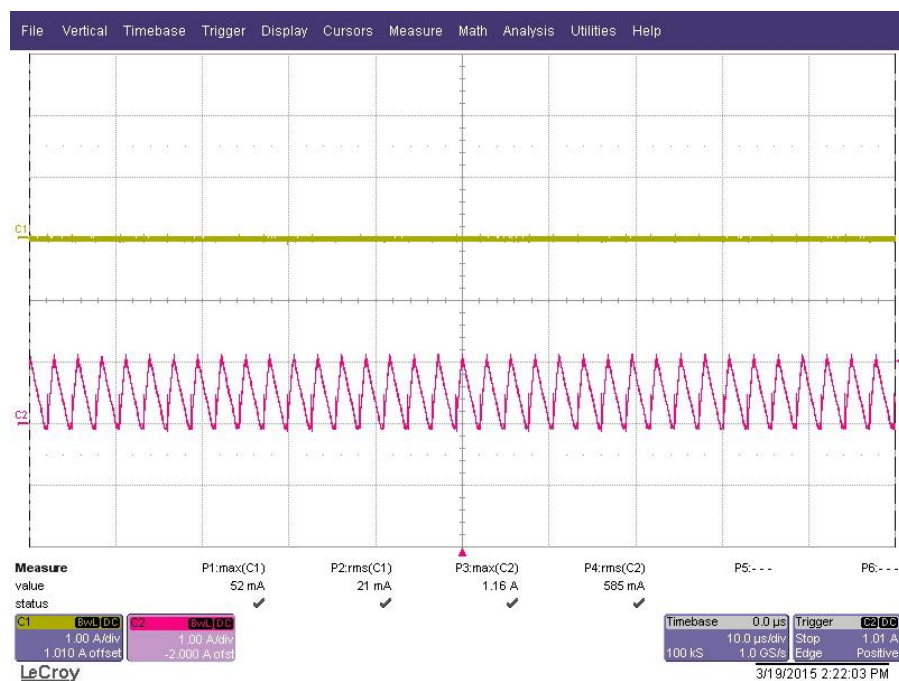 File Vertical Timebase Trigger Display Cursors Measure Math Analysis Utilities Help
C1
C2
Measure P1:max(C1) P2:rms(C1) P3:max(C2) P4:rms(C2) P5:- - - P6:- - -
value 52 mA 21 mA 1.16 A 585 mA
status
C1 BwL DC
1.00 A/div
1.010 A offset
C2 BwL DC
1.00 A/div
-2.000 A ofst
Timebase 0.0 µs
10.0 µs/div
100 kS 1.0 GS/s
Trigger C2 DC
Stop 1.01 A
Edge Positive
LeCroy
3/19/2015 2:22:03 PM